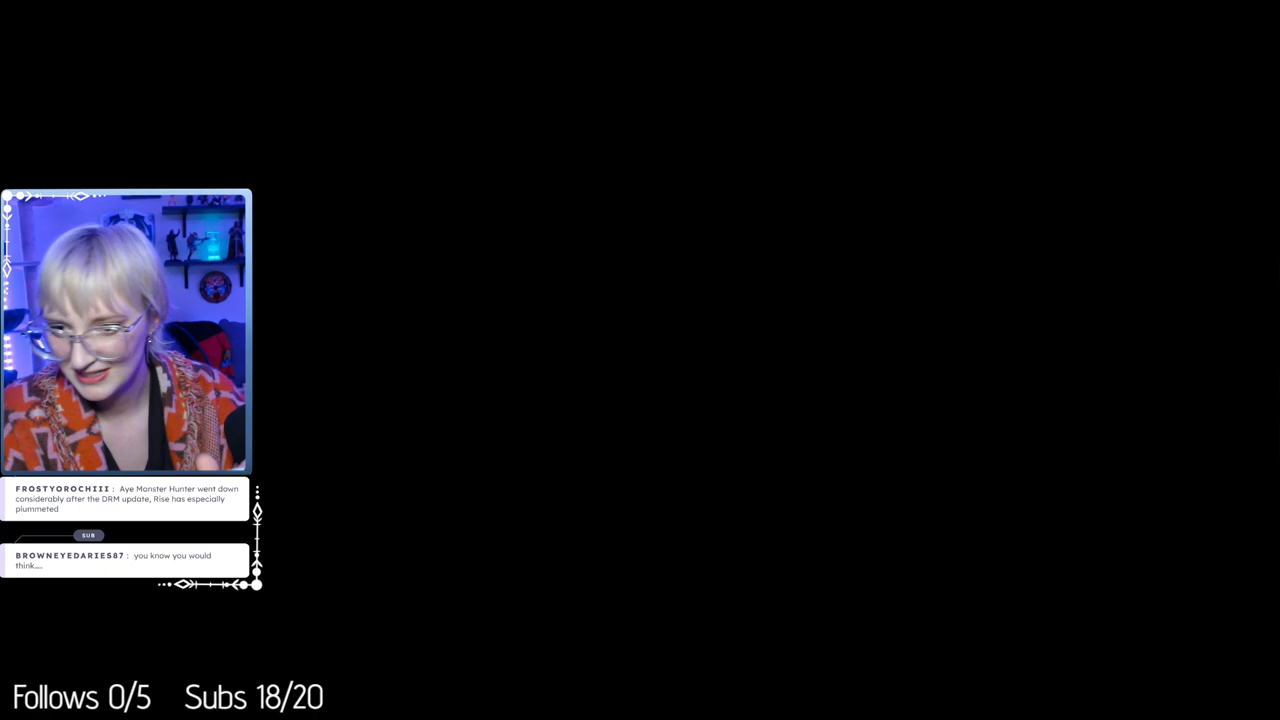 FROSTYOROCHIII : Aye Monster Hunter went down
considerably after the DRM update, Rise has especially
plummeted
SUB
BROWNEYEDARIES87 : you know you would
think.....
Follows 0/5 Subs 18/20